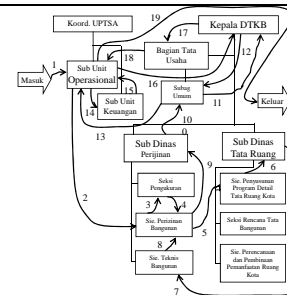 19
Koord. UPTSA
Kepala DTKB
17
Bagian Tata
Usaha
12
18
1
Masuk
Sub Unit
Operasional
15
16
Subag
Umum
Sub Unit
Keuangan
14
11
Keluar
13
10
Sub Dinas
Perijinan
Sub Dinas
Tata Ruang
9
6
Seksi
Pengukuran
Sie. Penyusunan
Program Detail
Tata Ruang Kota
2
3
4
Sie. Perizinan
Bangunan
5
Seksi Rencana Tata
Bangunan
8
Sie. Teknis
Bangunan
Sie. Perencanaan
dan Pembinaan
Pemanfaatan Ruang
Kota
7